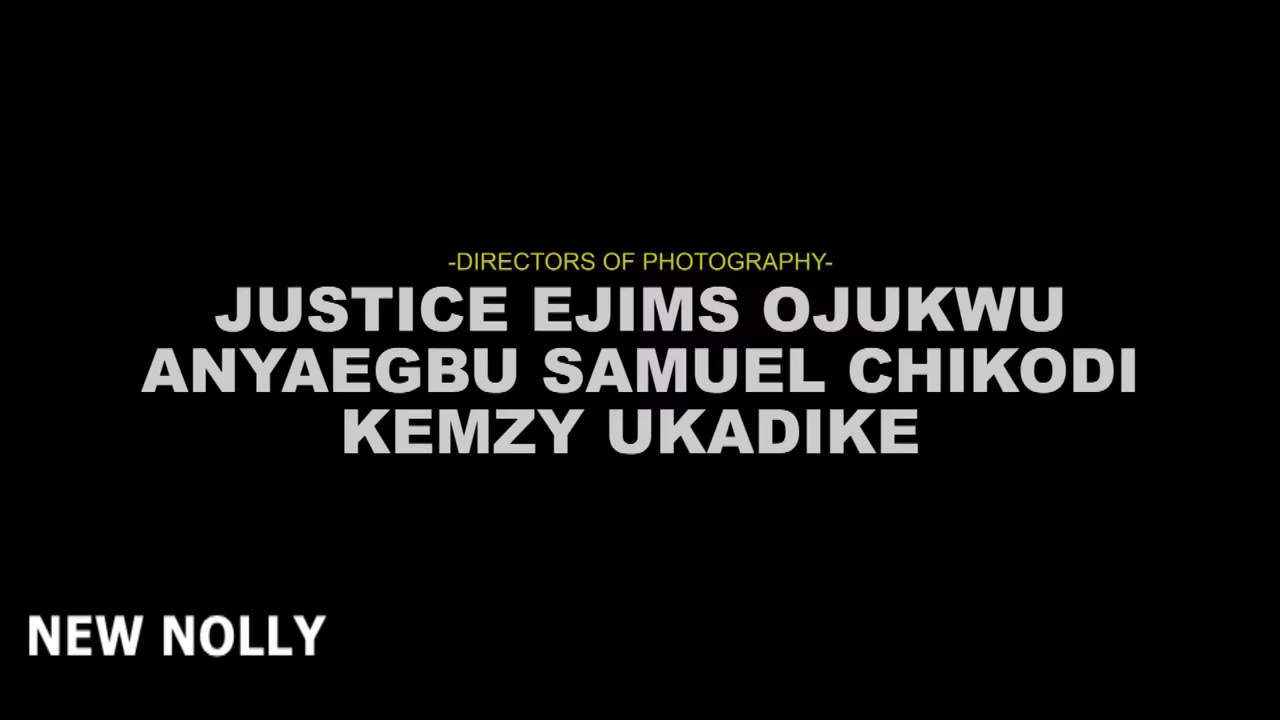 -DIRECTORS OF PHOTOGRAPHY-
JUSTICE EJIMS OJUKWU
ANYAEGBU SAMUEL CHIKODI
KEMZY UKADIKE
NEW NOLLY